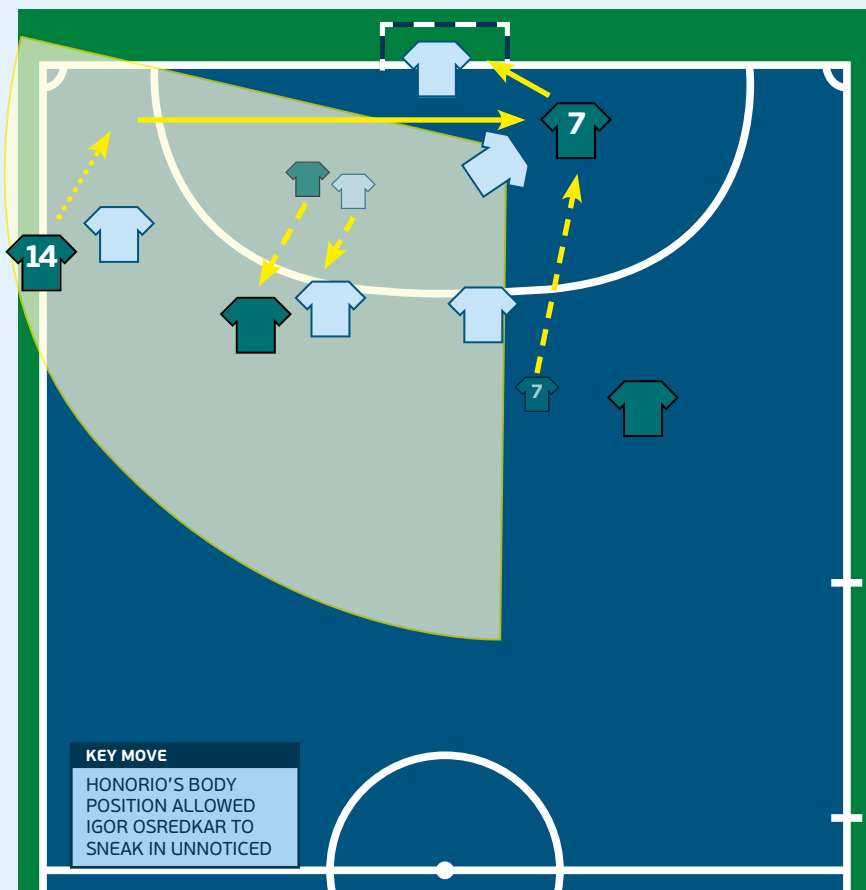 7
14
7
KEY MOVE
HONORIO'S BODY
POSITION ALLOWED
IGOR OSREDKAR TO
SNEAK IN UNNOTICED